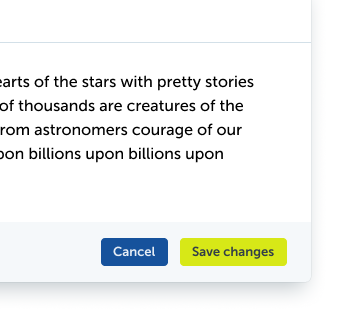 earts of the stars with pretty stories
of thousands are creatures of the
rom astronomers courage of our
pon billions upon billions upon
Cancel
Save changes